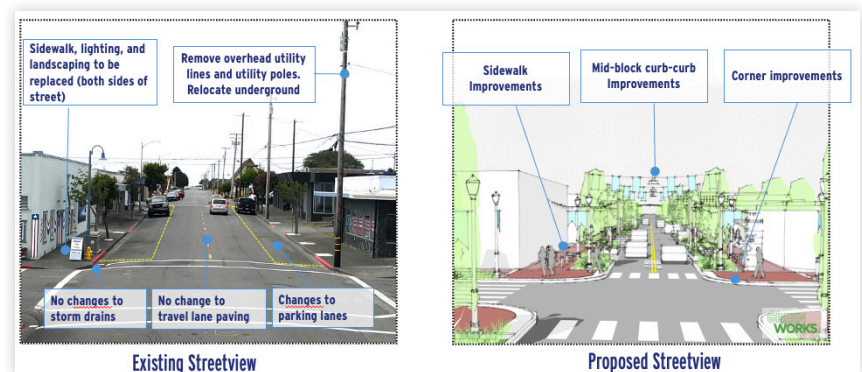 Sidewalk, lighting, and
landscaping to be
replaced (both sides of
street)
Remove overhead utility
lines and utility poles.
Relocate underground
No changes to
storm drains
No change to
travel lane paving
Changes to
parking lanes
Existing Streetview
Sidewalk
Improvements
Mid-block curb-curb
Improvements
Corner improvements
WORKS
Proposed Streetview